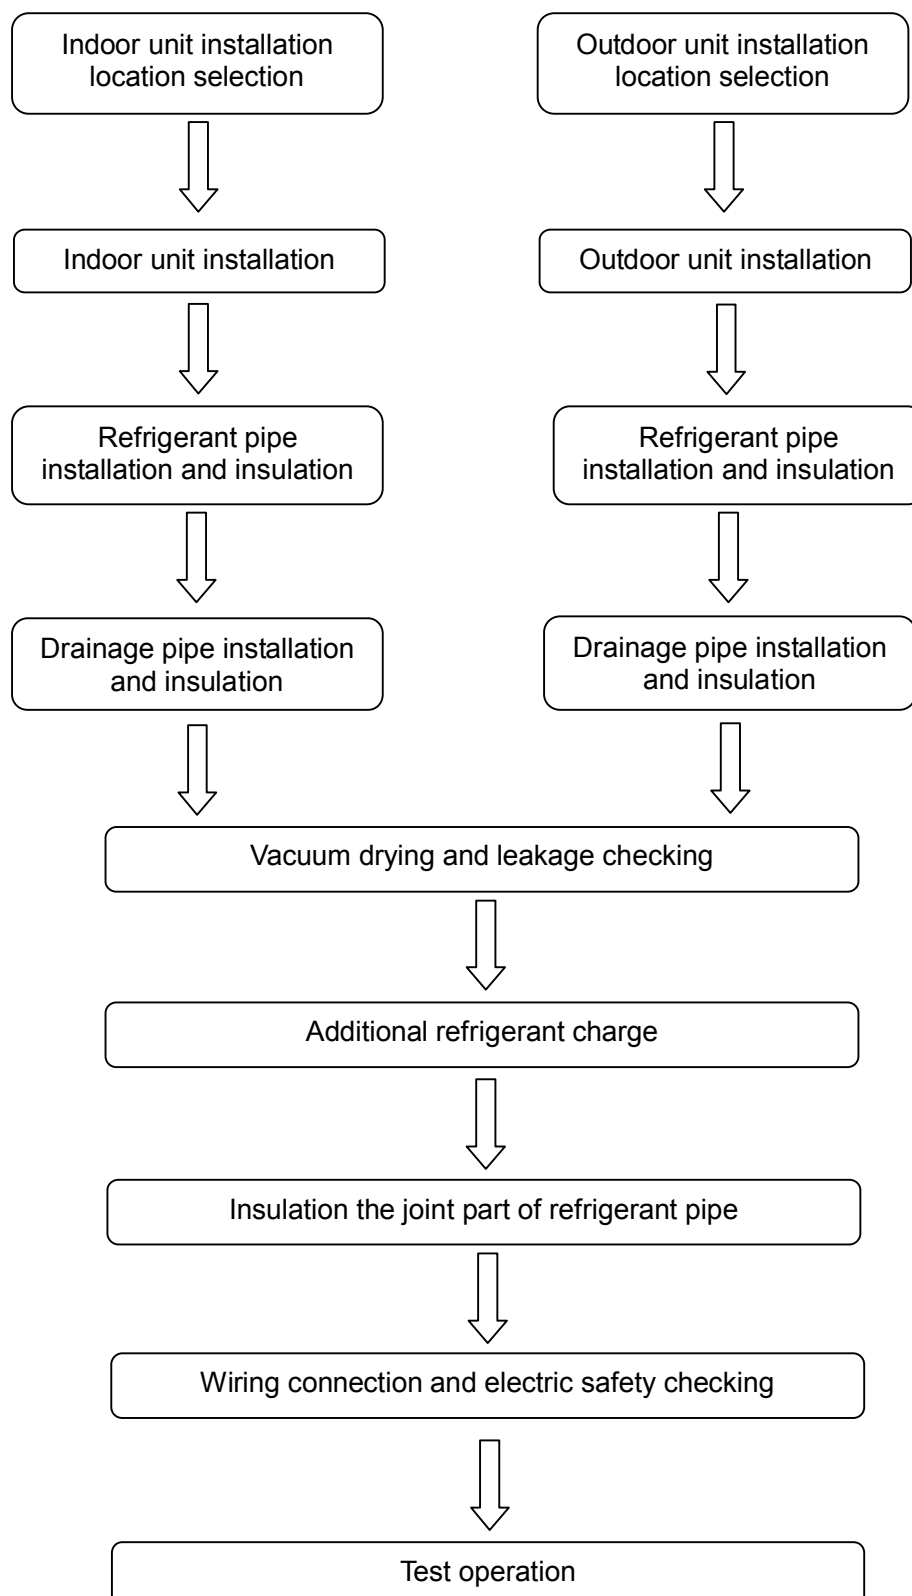 Indoor unit installation
location selection
Outdoor unit installation
location selection
Indoor unit installation
Outdoor unit installation
Refrigerant pipe
installation and insulation
Refrigerant pipe
installation and insulation
Drainage pipe installation
and insulation
Drainage pipe installation
and insulation
Vacuum drying and leakage checking
Additional refrigerant charge
Insulation the joint part of refrigerant pipe
Wiring connection and electric safety checking
Test operation